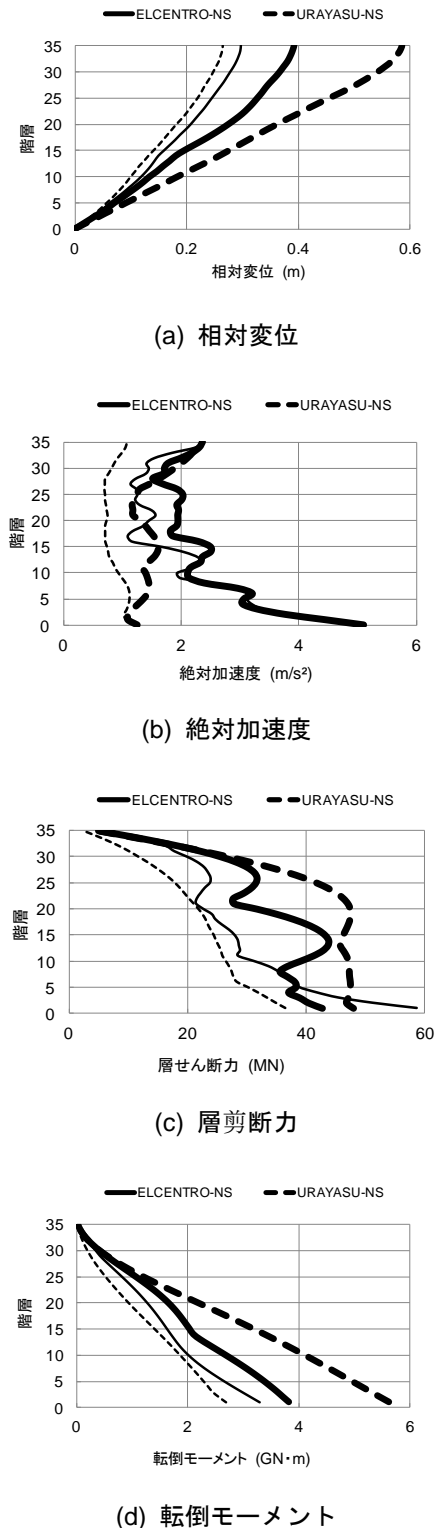 ELCENTRO-NS URAYASU-NS
35
30
25
20
15
10
5
0
階層
0 0.2 0.4 0.6
相対変位 (m)
(a) 相対変位
ELCENTRO-NS URAYASU-NS
35
30
25
20
15
10
5
0
階層
0 2 4 6
絶対加速度 (m/s²)
(b) 絶対加速度
ELCENTRO-NS URAYASU-NS
35
30
25
20
15
10
5
0
階層
0 20 40 60
層せん断力 (MN)
(c) 層剪断力
ELCENTRO-NS URAYASU-NS
35
30
25
20
15
10
5
0
階層
0 2 4 6
転倒モーメント (GN・m)
(d) 転倒モーメント